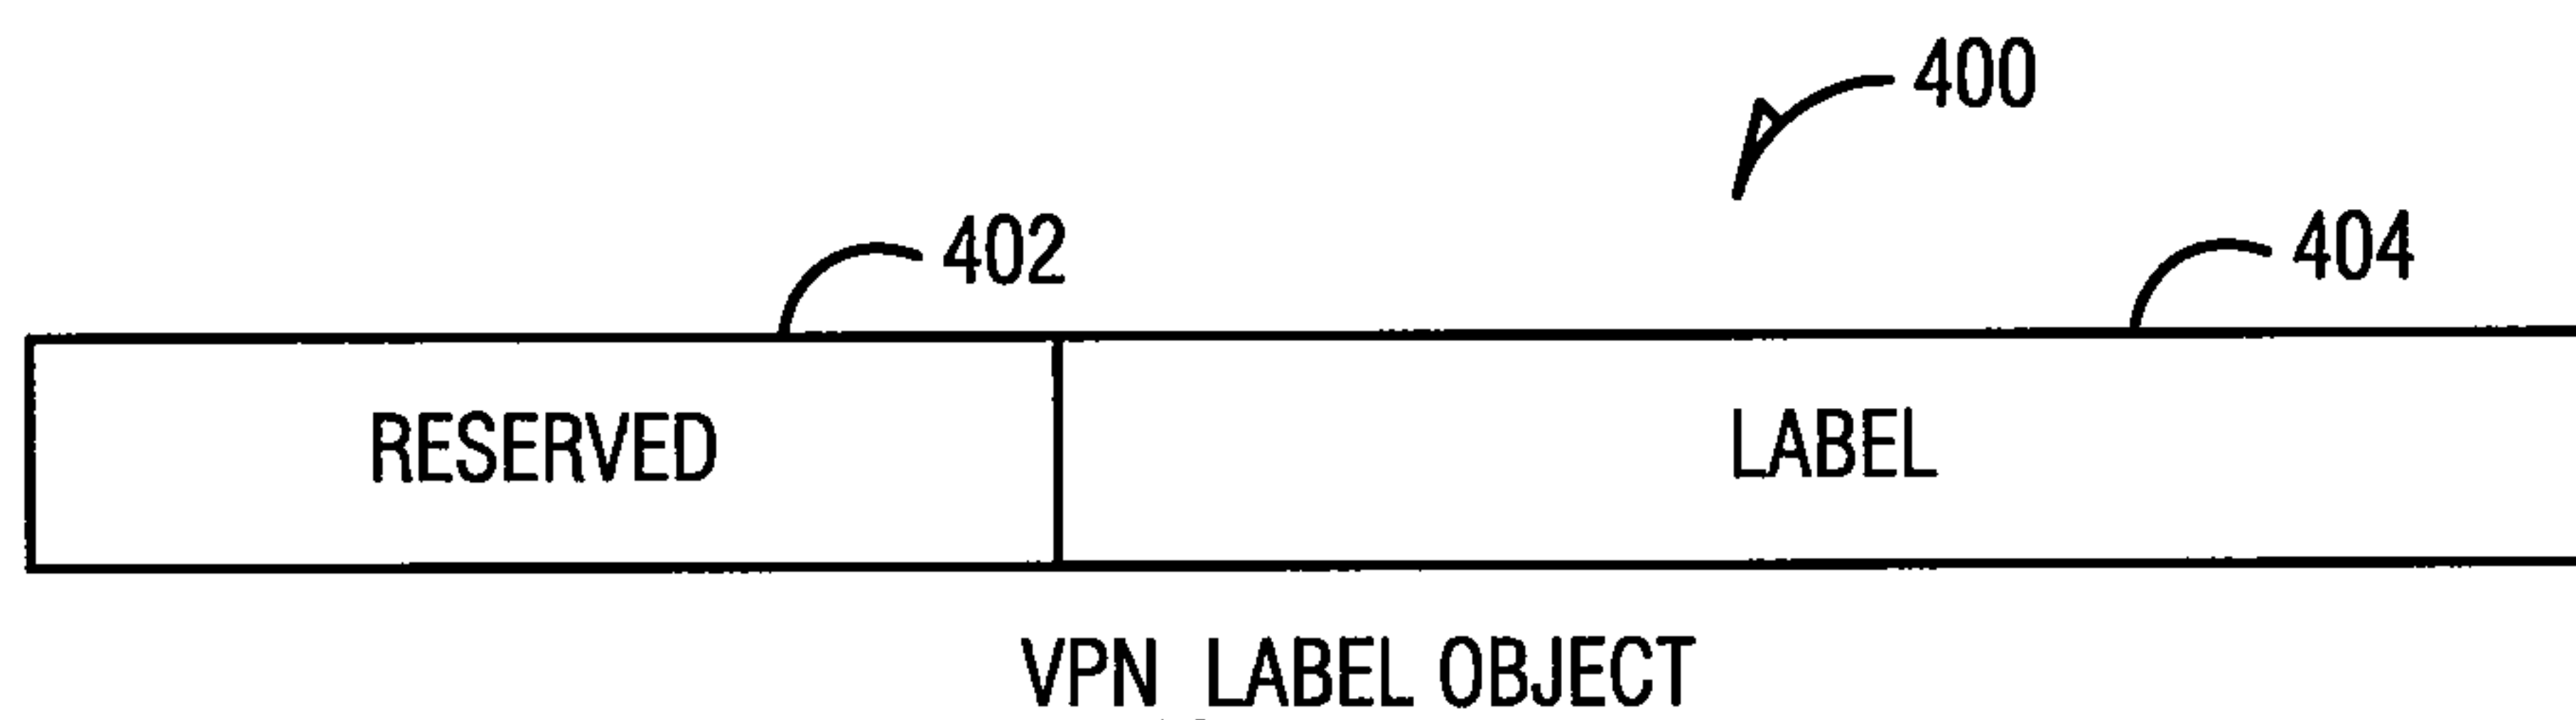 400
402
404
RESERVED
LABEL
VPN LABEL OBJECT